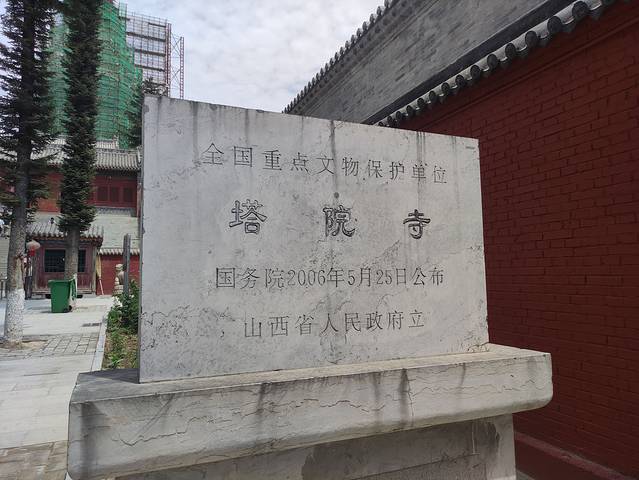 全国重点文物保护单位
塔院寺
国务院2006年5月25日公布
山西省人民政府立